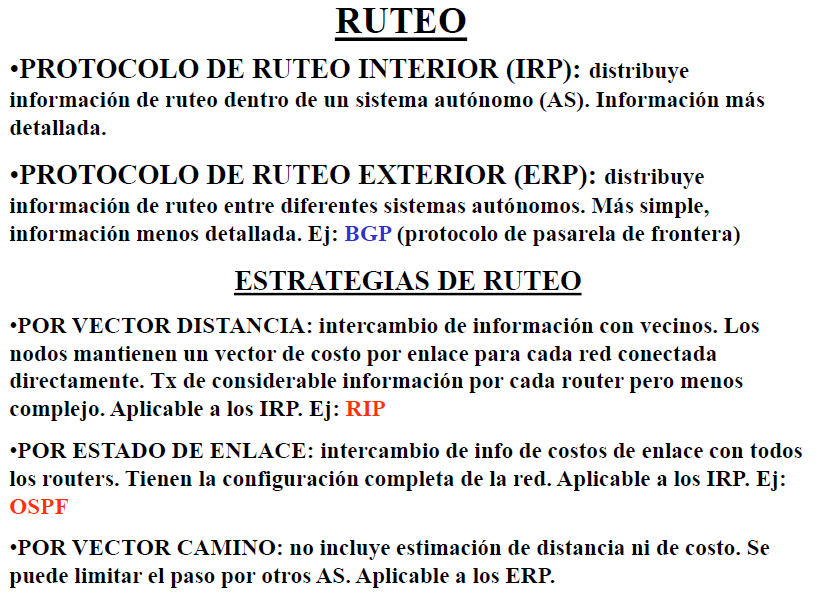 RUTEO
•PROTOCOLO DE RUTEO INTERIOR (IRP): distribuye
información de ruteo dentro de un sistema autónomo (AS). Información más
detallada.
•PROTOCOLO DE RUTEO EXTERIOR (ERP): distribuye
información de ruteo entre diferentes sistemas autónomos. Más simple,
información menos detallada. Ej: BGP (protocolo de pasarela de frontera)
ESTRATEGIAS DE RUTEO
•POR VECTOR DISTANCIA: intercambio de información con vecinos. Los
nodos mantienen un vector de costo por enlace para cada red conectada
directamente. Tx de considerable información por cada router pero menos
complejo. Aplicable a los IRP. Ej: RIP
•POR ESTADO DE ENLACE: intercambio de info de costos de enlace con todos
los routers. Tienen la configuración completa de la red. Aplicable a los IRP. Ej:
OSPF
•POR VECTOR CAMINO: no incluye estimación de distancia ni de costo. Se
puede limitar el paso por otros AS. Aplicable a los ERP.